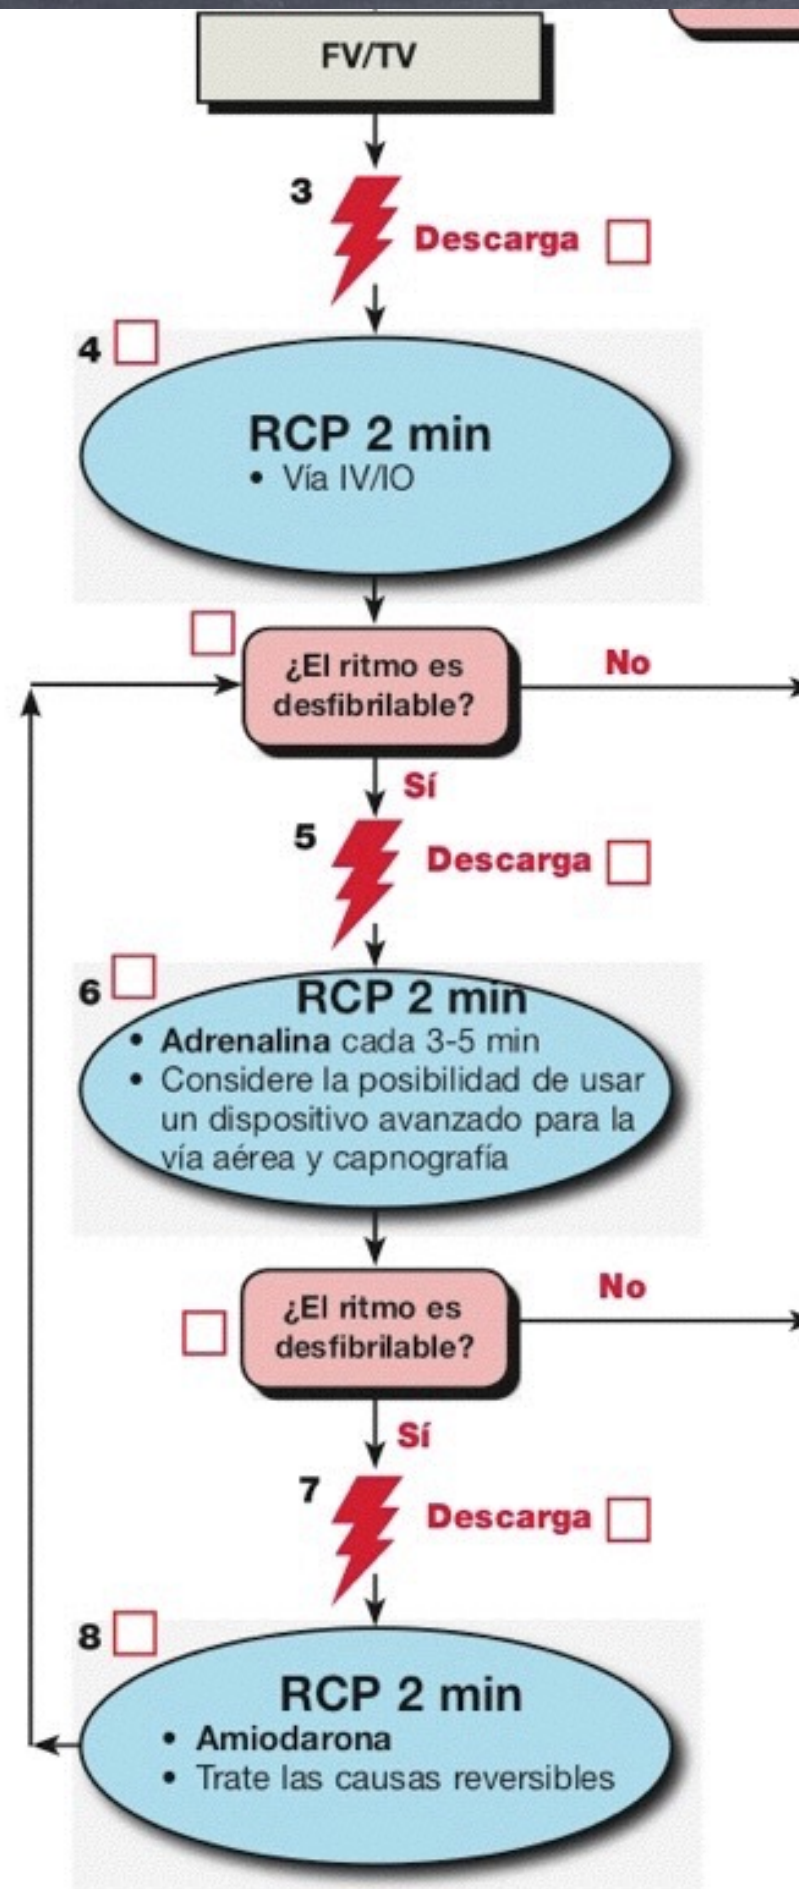 FV/TV
3
Descarga
4
RCP 2 min
• Vía IV/IO
¿El ritmo es
desfibrilable?
No
Sí
5
Descarga
6
RCP 2 min
• Adrenalina cada 3-5 min
• Considere la posibilidad de usar
un dispositivo avanzado para la
vía aérea y capnografía
¿El ritmo es
desfibrilable?
No
Sí
7
Descarga
8
RCP 2 min
• Amiodarona
• Trate las causas reversibles